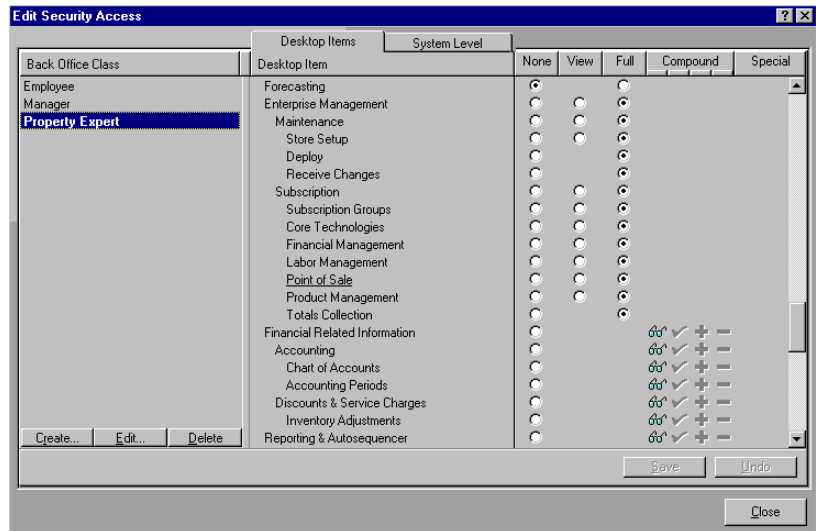 Edit Security Access
Desktop Items System Level
Back Office Class Desktop Item None View Full Compound Special
Employee Forecasting
Manager Enterprise Management
Property Expert Maintenance
Store Setup
Deploy
Receive Changes
Subscription
Subscription Groups
Core Technologies
Financial Management
Labor Management
Point of Sale
Product Management
Totals Collection
Financial Related Information
Accounting
Chart of Accounts
Accounting Periods
Discounts & Service Charges
Inventory Adjustments
Create... Edit... Delete Reporting & Autosequencer
Save Undo
Close